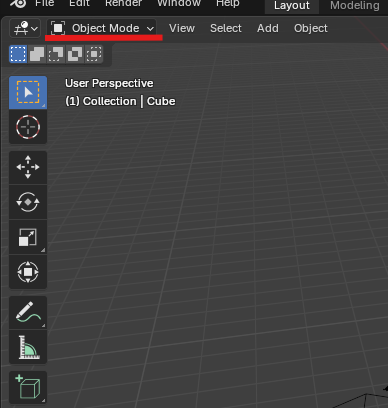 File Edit Render Window Help Layout Modeling
Object Mode View Select Add Object
User Perspective
(1) Collection | Cube